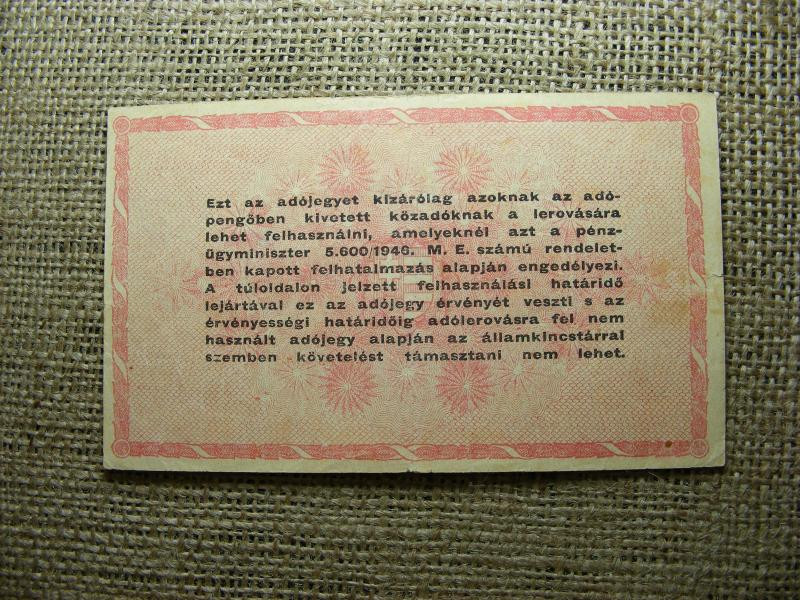 Ezt az adójegyet kizárólag azoknak az adó-
pengőben kivetett közadóknak a lerovására
lehet felhasználni, amelyeknél azt a pénz-
ügyminiszter 5.600/1946. M. E. számú rendelet-
ben kapott felhatalmazás alapján engedélyezi.
A túloldalon jelzett felhasználási határidő
lejártával ez az adójegy érvényét veszti s az
érvényességi határidőig adólerovásra fel nem
használt adójegy alapján az államkincstárral
szemben követelést támasztani nem lehet.